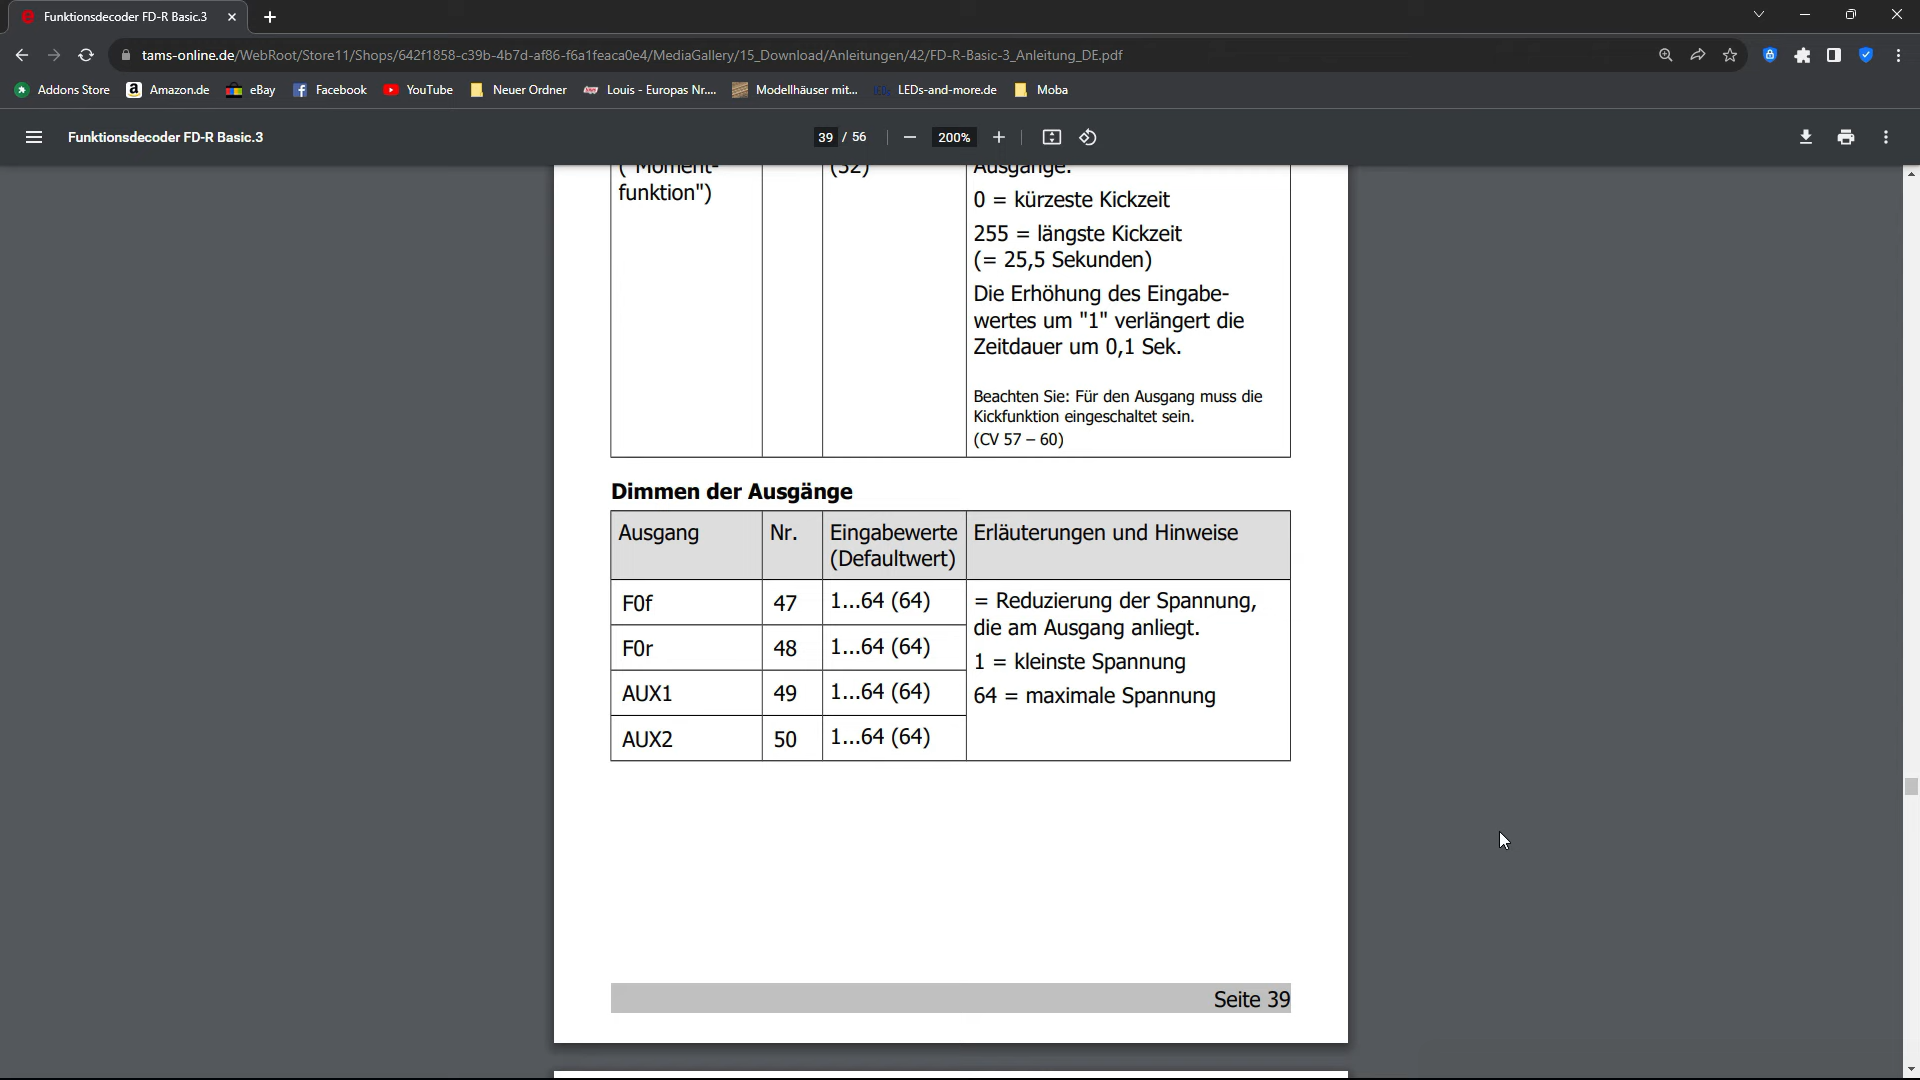 Funktionsdecoder FD-R Basic.3
tams-online.de/WebRoot/Store11/Shops/642f1858-c39b-4b7d-af86-f6a1feaca0e4/MediaGallery/15_Download/Anleitungen/42/FD-R-Basic-3_Anleitung_DE.pdf
Addons Store Amazon.de eBay Facebook YouTube Neuer Ordner Louis - Europas Nr.... Modellhäuser mit... LEDs-and-more.de Moba
Funktionsdecoder FD-R Basic.3 39 / 56 200%
("Moment- (52) Ausgänge.
funktion")
0 = kürzeste Kickzeit
255 = längste Kickzeit
(= 25,5 Sekunden)
Die Erhöhung des Eingabe-
wertes um "1" verlängert die
Zeitdauer um 0,1 Sek.
Beachten Sie: Für den Ausgang muss die
Kickfunktion eingeschaltet sein.
(CV 57 – 60)
Dimmen der Ausgänge
Ausgang Nr. Eingabewerte Erläuterungen und Hinweise
(Defaultwert)
F0f 47 1...64 (64) = Reduzierung der Spannung,
die am Ausgang anliegt.
F0r 48 1...64 (64)
1 = kleinste Spannung
AUX1 49 1...64 (64) 64 = maximale Spannung
AUX2 50 1...64 (64)
Seite 39